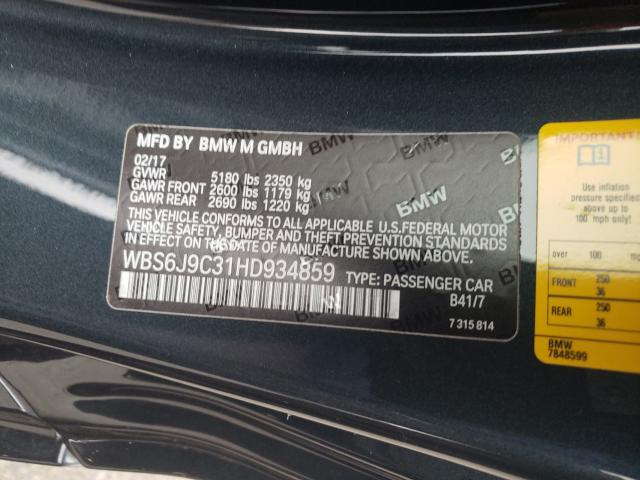 MFD BY BMW M GMBH
02/17
GVWR 5180 lbs 2350 kg
GAWR FRONT 2600 lbs 1179 kg
GAWR REAR 2690 lbs 1220 kg
THIS VEHICLE CONFORMS TO ALL APPLICABLE U.S.FEDERAL MOTOR
VEHICLE SAFETY, BUMPER, AND THEFT PREVENTION STANDARDS
IN EFFECT ON THE DATE OF MANUFACTURE SHOWN ABOVE.
WBS6J9C31HD934859 TYPE: PASSENGER CAR
B41/7
7 315 814
BMW
BMW
BMW
IMPORTANT
Use inflation
pressure specified
above
100 mph only!
over 100
FRONT 250
36
REAR 250
36
BMW
7848599